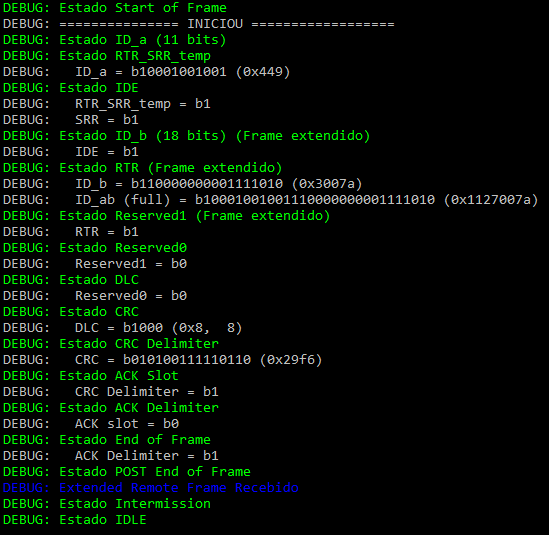 DEBUG: Estado Start of Frame
DEBUG: =============== INICIOU ==================
DEBUG: Estado ID_a (11 bits)
DEBUG: Estado RTR_SRR_temp
DEBUG:   ID_a = b10001001001 (0x449)
DEBUG: Estado IDE
DEBUG:   RTR_SRR_temp = b1
DEBUG:   SRR = b1
DEBUG: Estado ID_b (18 bits) (Frame extendido)
DEBUG:   IDE = b1
DEBUG: Estado RTR (Frame extendido)
DEBUG:   ID_b = b110000000001111010 (0x3007a)
DEBUG:   ID_ab (full) = b10001001001110000000001111010 (0x1127007a)
DEBUG: Estado Reserved1 (Frame extendido)
DEBUG:   RTR = b1
DEBUG: Estado Reserved0
DEBUG:   Reserved1 = b0
DEBUG: Estado DLC
DEBUG:   Reserved0 = b0
DEBUG: Estado CRC
DEBUG:   DLC = b1000 (0x8,  8)
DEBUG: Estado CRC Delimiter
DEBUG:   CRC = b010100111110110 (0x29f6)
DEBUG: Estado ACK Slot
DEBUG:   CRC Delimiter = b1
DEBUG: Estado ACK Delimiter
DEBUG:   ACK slot = b0
DEBUG: Estado End of Frame
DEBUG:   ACK Delimiter = b1
DEBUG: Estado POST End of Frame
DEBUG: Extended Remote Frame Recebido
DEBUG: Estado Intermission
DEBUG: Estado IDLE